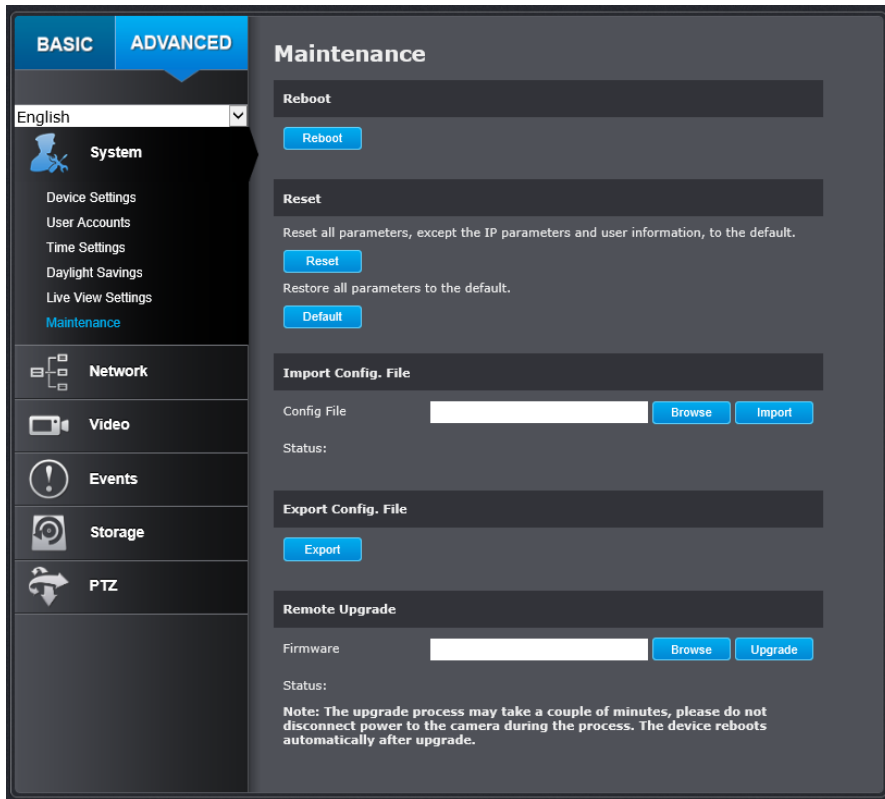 BASIC
ADVANCED
English
System
Device Settings
User Accounts
Time Settings
Daylight Savings
Live View Settings
Maintenance
Network
Video
Events
Storage
PTZ
Maintenance
Reboot
Reboot
Reset
Reset all parameters, except the IP parameters and user information, to the default.
Reset
Restore all parameters to the default.
Default
Import Config. File
Config File Browse Import
Status:
Export Config. File
Export
Remote Upgrade
Firmware Browse Upgrade
Status:
Note: The upgrade process may take a couple of minutes, please do not
disconnect power to the camera during the process. The device reboots
automatically after upgrade.